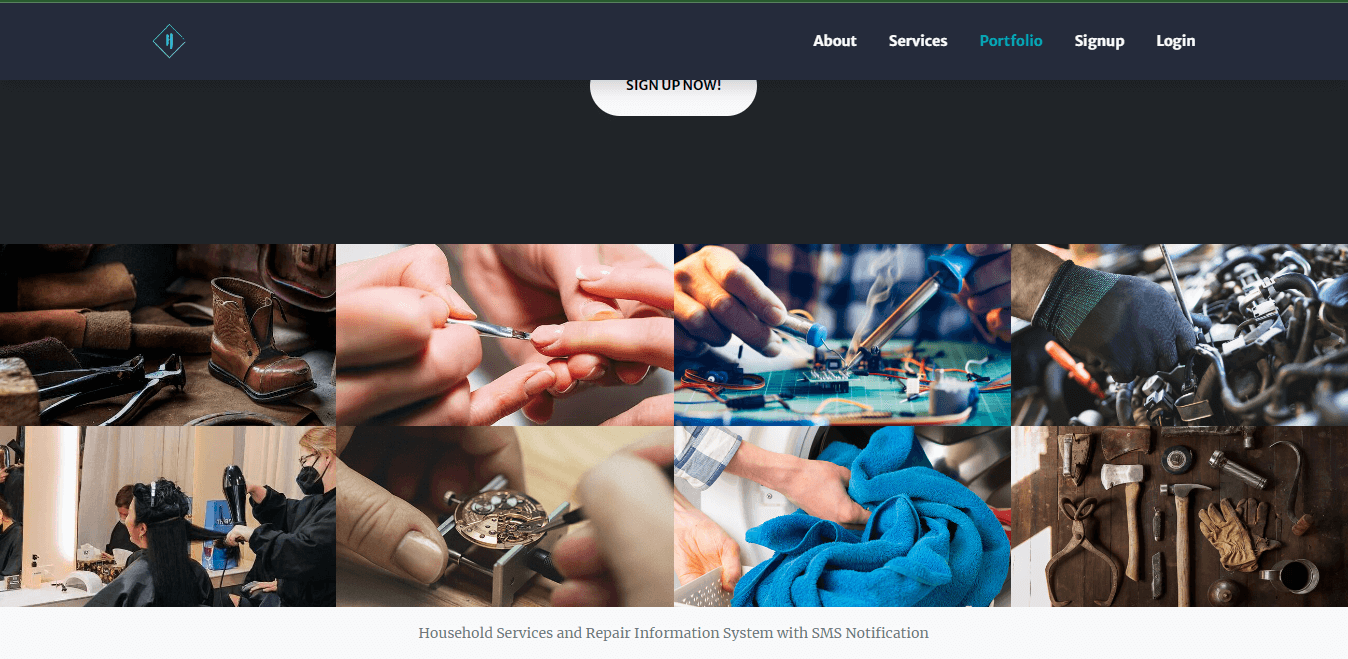 About Services Portfolio Signup Login
SIGN UP NOW!
Household Services and Repair Information System with SMS Notification